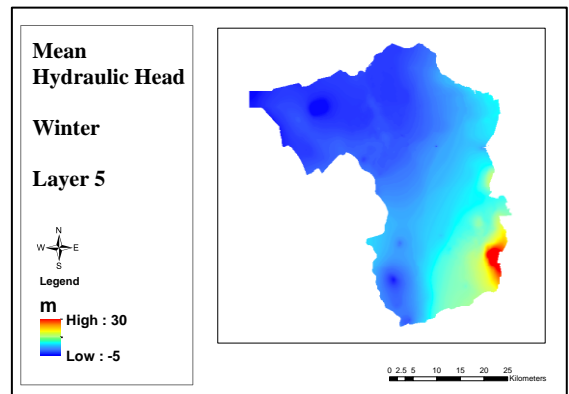 Mean
Hydraulic Head
Winter
Layer 5
N
W E
S
Legend
m
High : 30
Low : -5
0 2.5 5 10 15 20 25
Kilometers